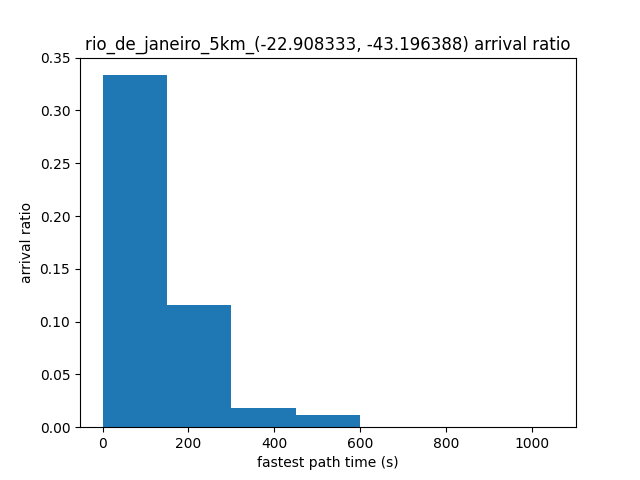 rio_de_janeiro_5km_(-22.908333, -43.196388) arrival ratio
0.35
0.30
0.25
0.20
0.15
0.10
0.05
0.00
arrival ratio
0 200 400 600 800 1000
fastest path time (s)